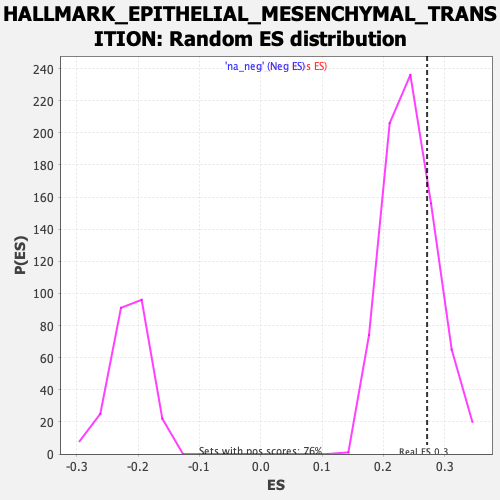 HALLMARK_EPITHELIAL_MESENCHYMAL_TRANS
ITION: Random ES distribution
'na_neg' (Neg ES)s ES)
240
220
200
180
160
140
120
100
80
60
40
20
0
P(ES)
Sets with pos scores: 76%
Real ES 0.3
-0.3 -0.2 -0.1 0.0 0.1 0.2 0.3
ES